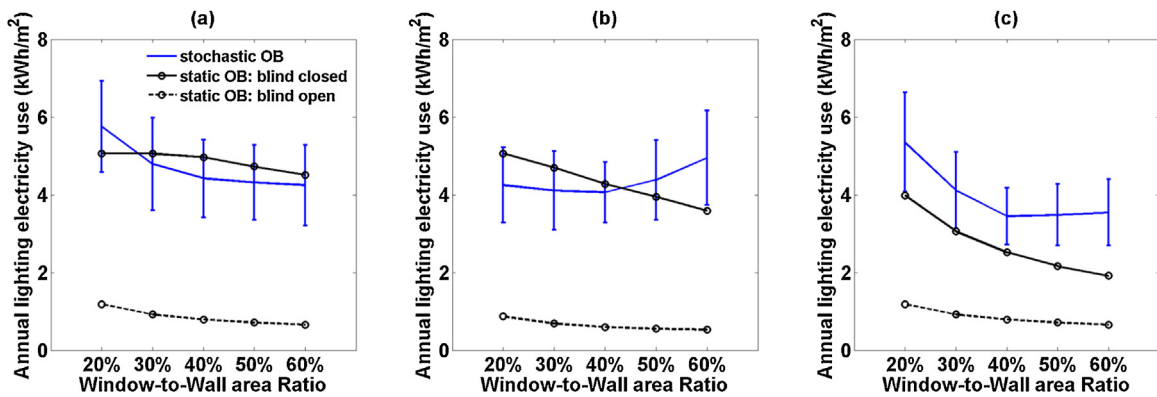 (a)
Annual lighting electricity use (kWh/m²)
8
6
4
2
0
stochastic OB
static OB: blind closed
static OB: blind open
20% 30% 40% 50% 60%
Window-to-Wall area Ratio
(b)
Annual lighting electricity use (kWh/m²)
8
6
4
2
0
20% 30% 40% 50% 60%
Window-to-Wall area Ratio
(c)
Annual lighting electricity use (kWh/m²)
8
6
4
2
0
20% 30% 40% 50% 60%
Window-to-Wall area Ratio